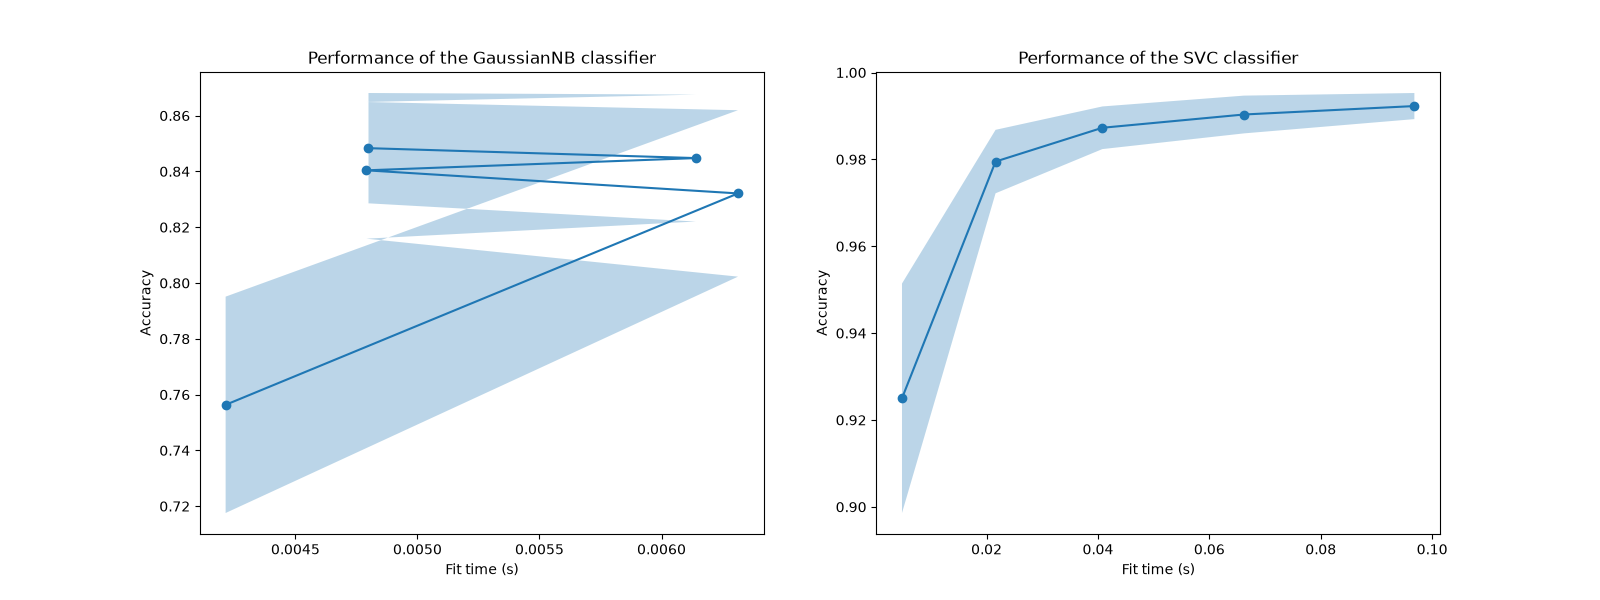 Performance of the GaussianNB classifier
0.86
0.84
0.82
0.80
0.78
0.76
0.74
0.72
Accuracy
0.0045 0.0050 0.0055 0.0060
Fit time (s)
Performance of the SVC classifier
1.00
0.98
0.96
0.94
0.92
0.90
Accuracy
0.02 0.04 0.06 0.08 0.10
Fit time (s)